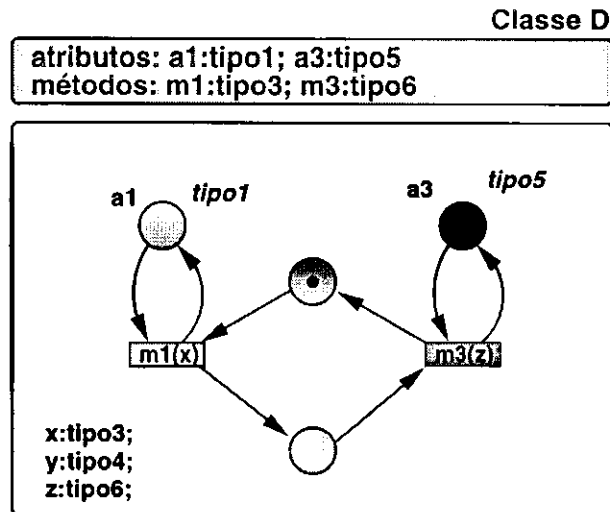 Classe D
atributos: a1:tipo1; a3:tipo5
métodos: m1:tipo3; m3:tipo6
a1 tipo1
a3 tipo5
m1(x)
m3(z)
x:tipo3;
y:tipo4;
z:tipo6;